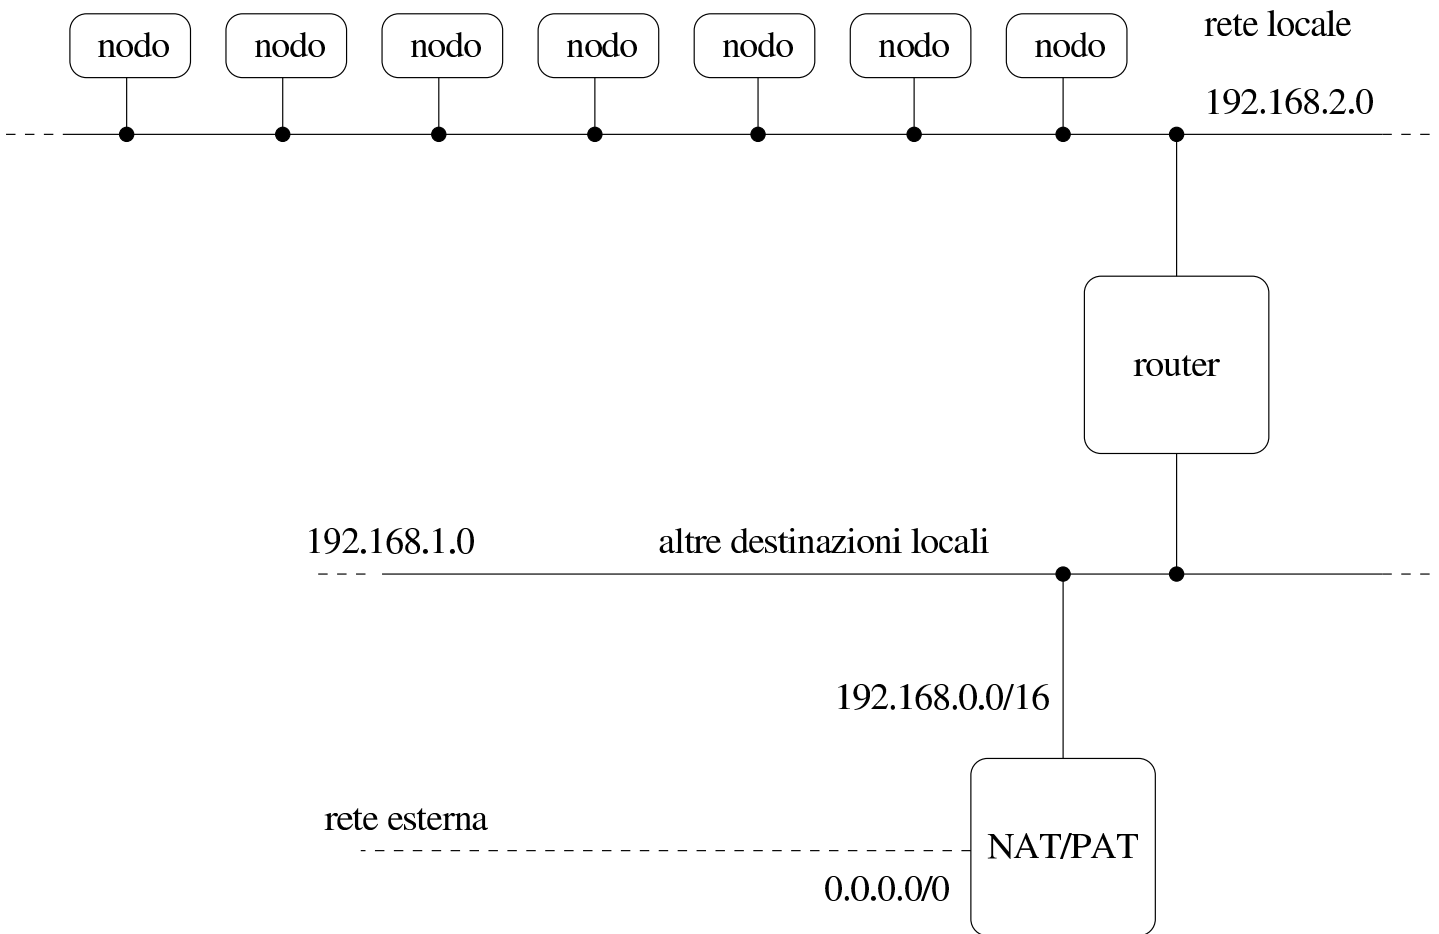 nodo
nodo
nodo
nodo
nodo
nodo
nodo
rete locale
192.168.2.0
router
192.168.1.0
altre destinazioni locali
192.168.0.0/16
rete esterna
NAT/PAT
0.0.0.0/0